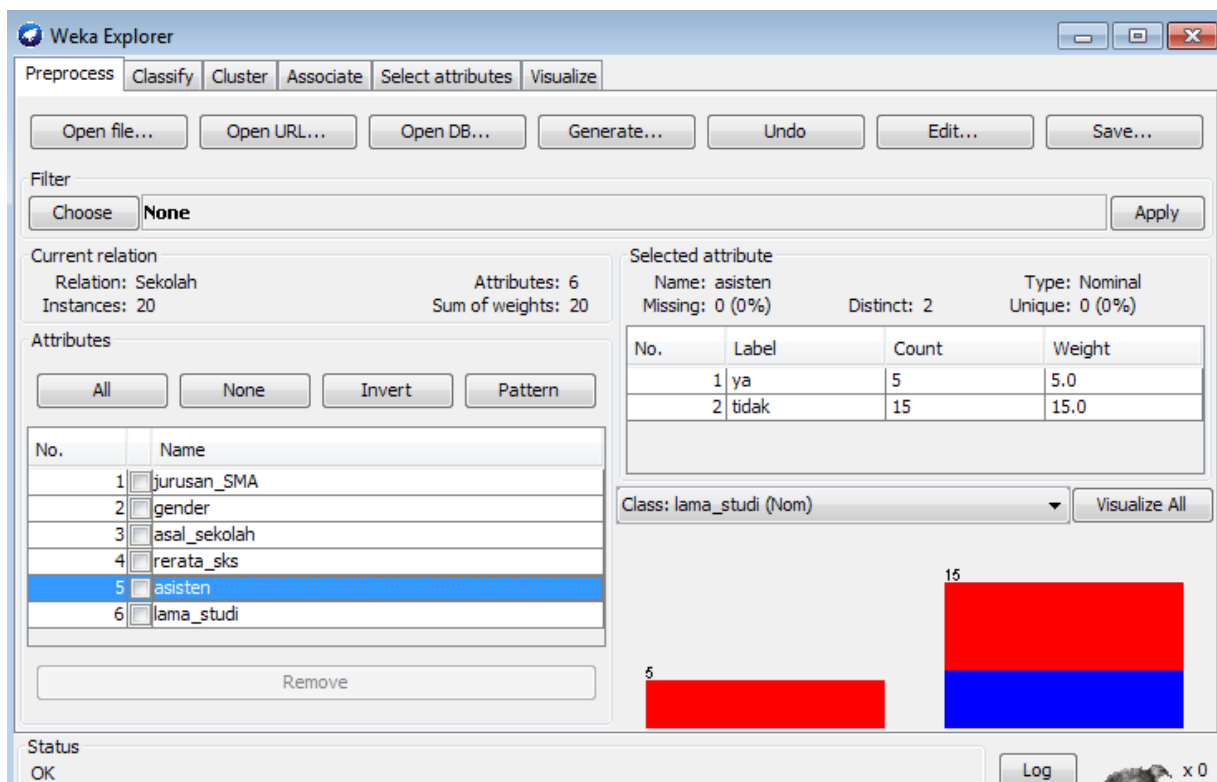 Weka Explorer
Preprocess Classify Cluster Associate Select attributes Visualize
Open file... Open URL... Open DB... Generate... Undo Edit... Save...
Filter
Choose None Apply
Current relation
Relation: Sekolah Attributes: 6
Instances: 20 Sum of weights: 20
Attributes
All None Invert Pattern
No. Name
1 jurusan_SMA
2 gender
3 asal_sekolah
4 rerata_sks
5 asisten
6 lama_studi
Remove
Selected attribute
Name: asisten Type: Nominal
Missing: 0 (0%) Distinct: 2 Unique: 0 (0%)
No. Label Count Weight
1 ya 5 5.0
2 tidak 15 15.0
Class: lama_studi (Nom) Visualize All
5
15
Status
OK Log x 0